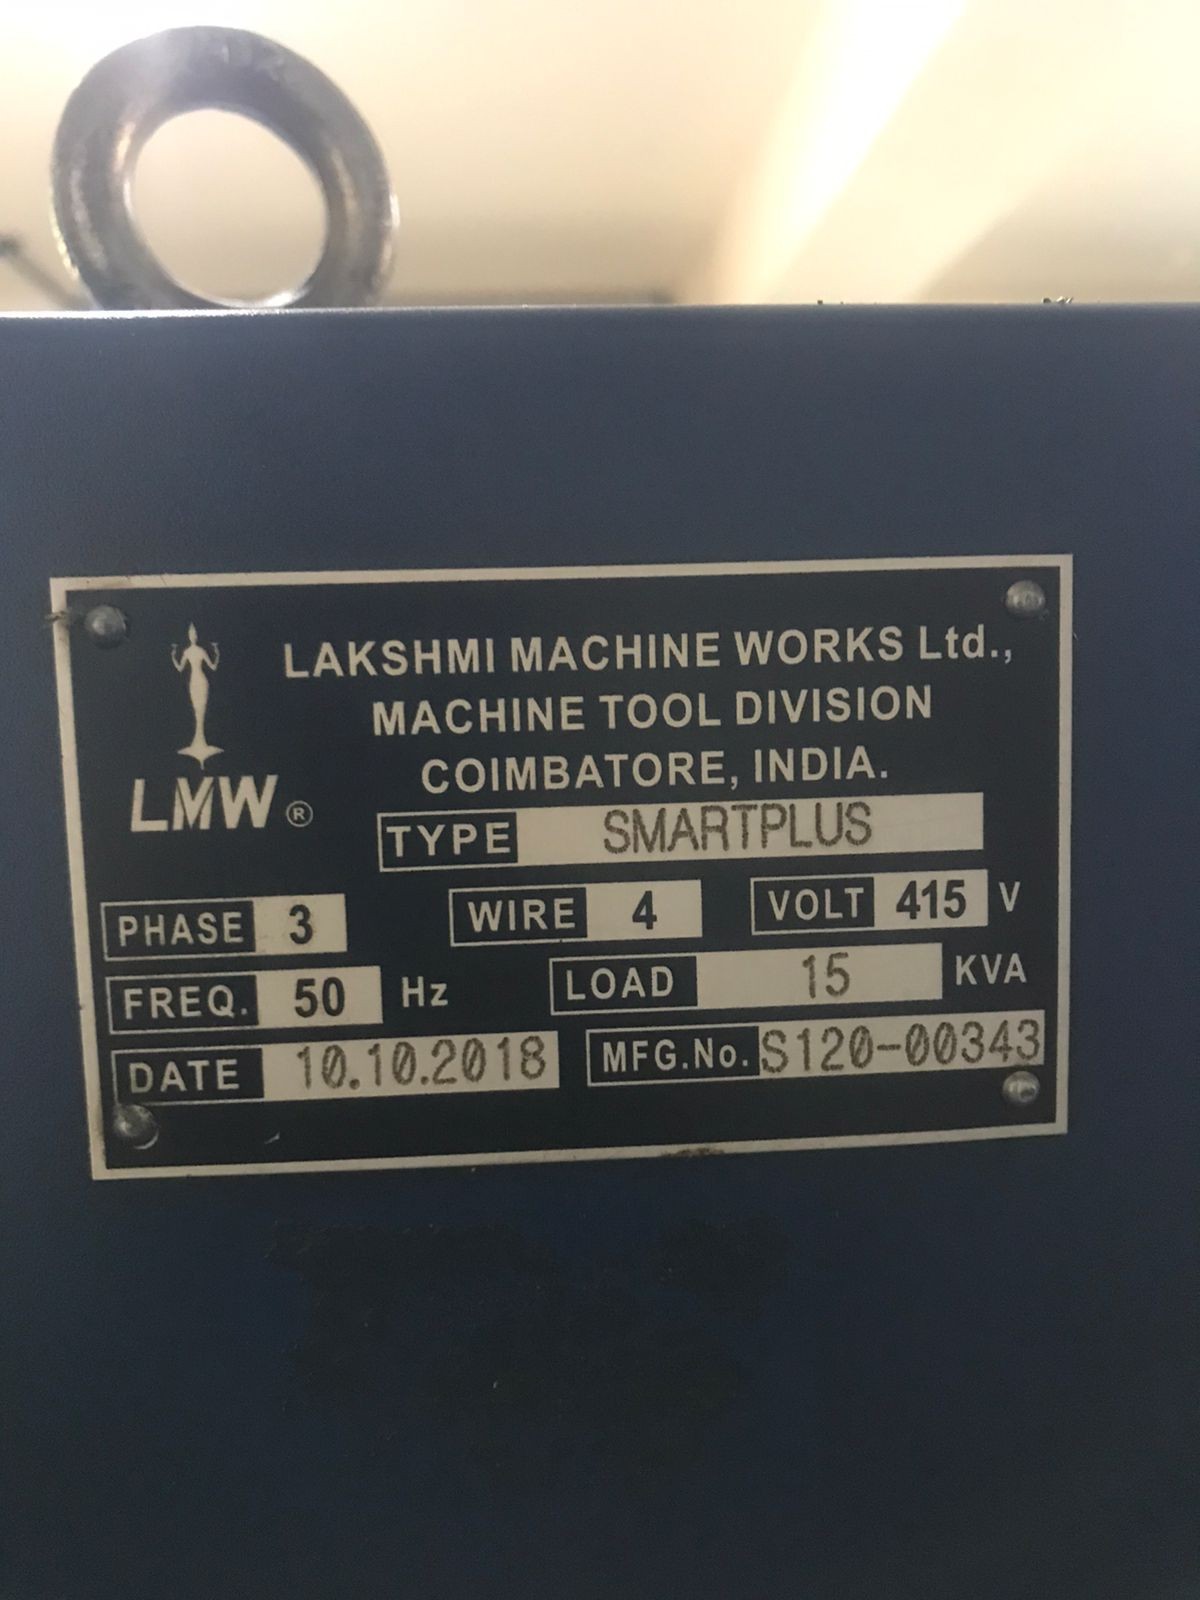 LAKSHMI MACHINE WORKS Ltd.,
MACHINE TOOL DIVISION
COIMBATORE, INDIA.
LMW®
TYPE SMARTPLUS
PHASE 3 WIRE 4 VOLT 415 V
FREQ. 50 Hz LOAD 15 KVA
DATE 10.10.2018 MFG.No. S120-00343